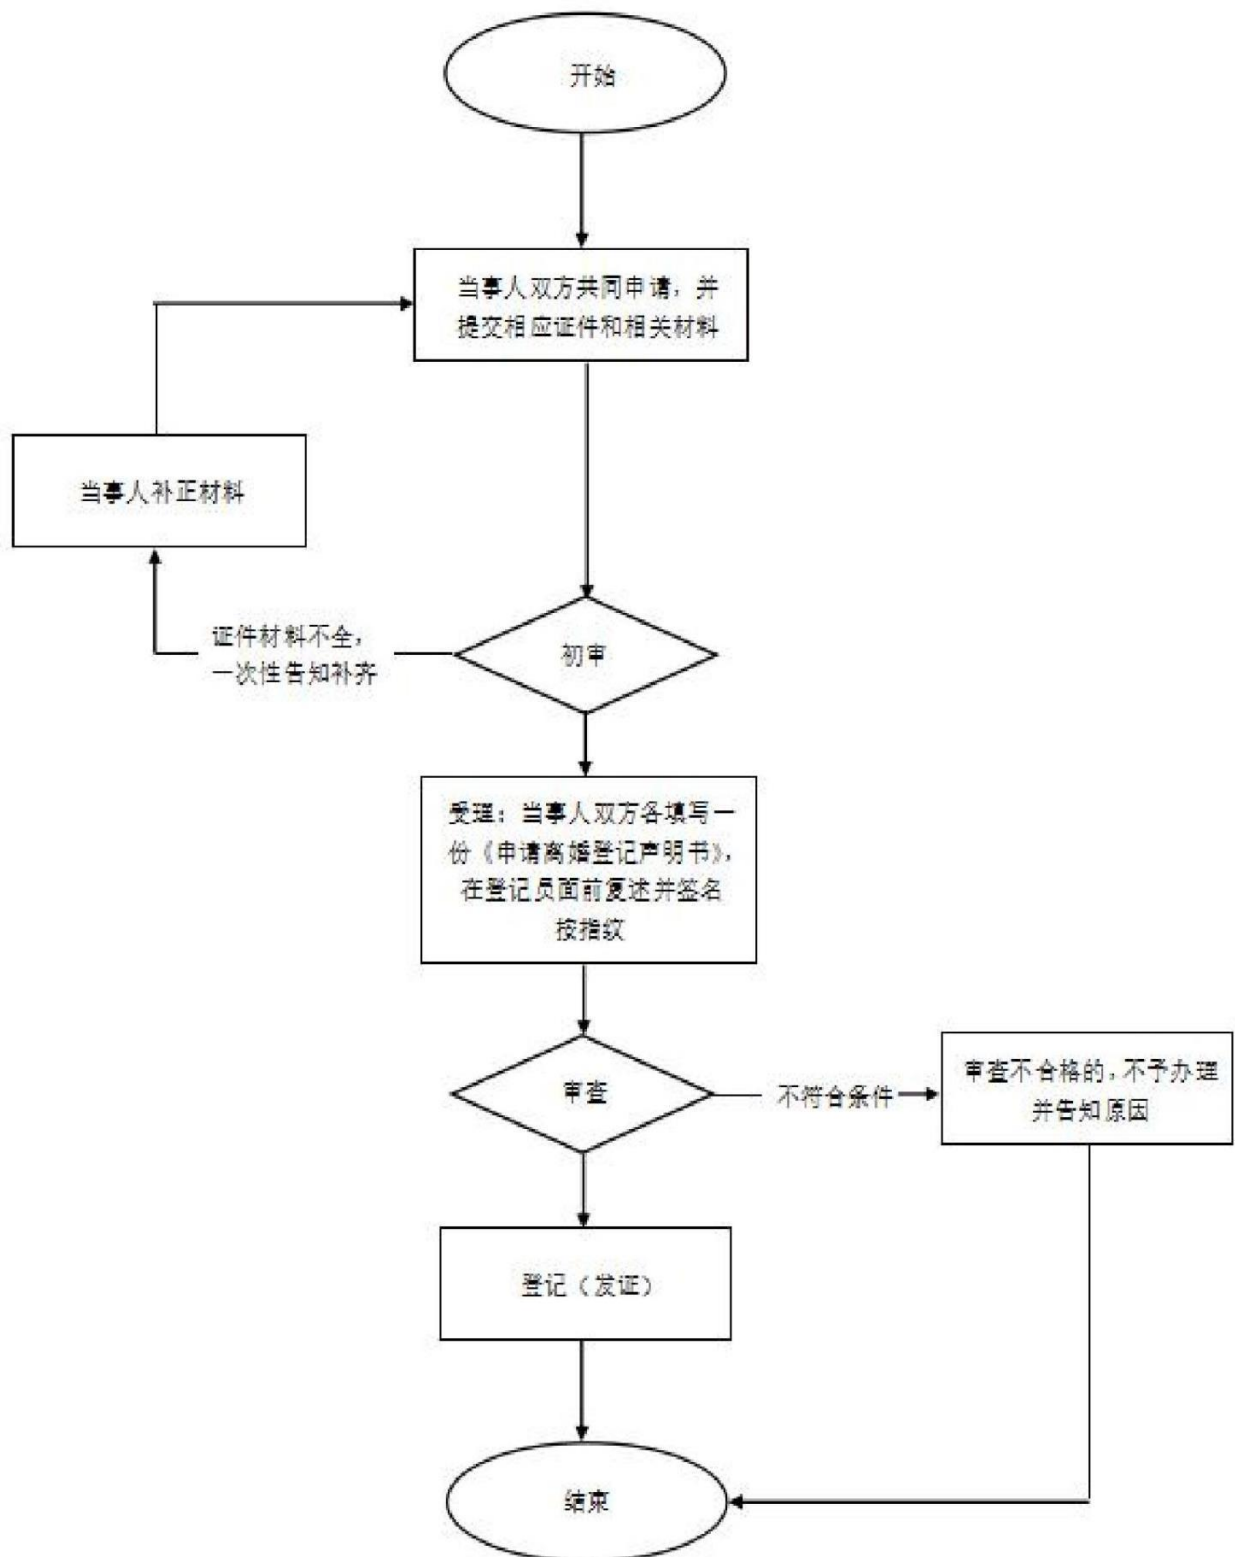 开始
当事人双方共同申请，并
提交相应证件和相关材料
当事人补正材料
证件材料不全，
一次性告知补齐
初审
受理：当事人双方各填写一
份《申请离婚登记声明书》，
在登记员面前复述并签名
按指纹
审查
不符合条件
审查不合格的，不予办理
并告知原因
登记（发证）
结束